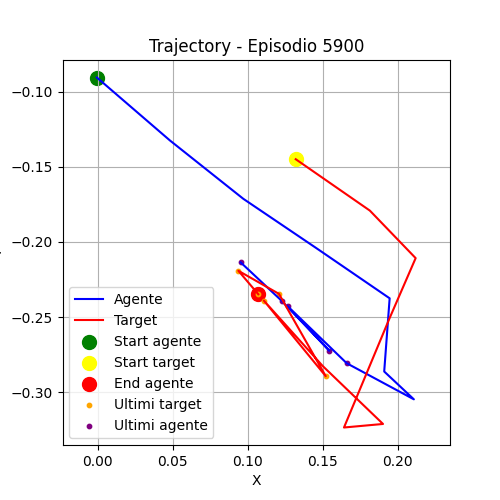 Trajectory - Episodio 5900
−0.10
−0.15
−0.20
−0.25
−0.30
Agente
Target
Start agente
Start target
End agente
Ultimi target
Ultimi agente
0.00 0.05 0.10 0.15 0.20
X